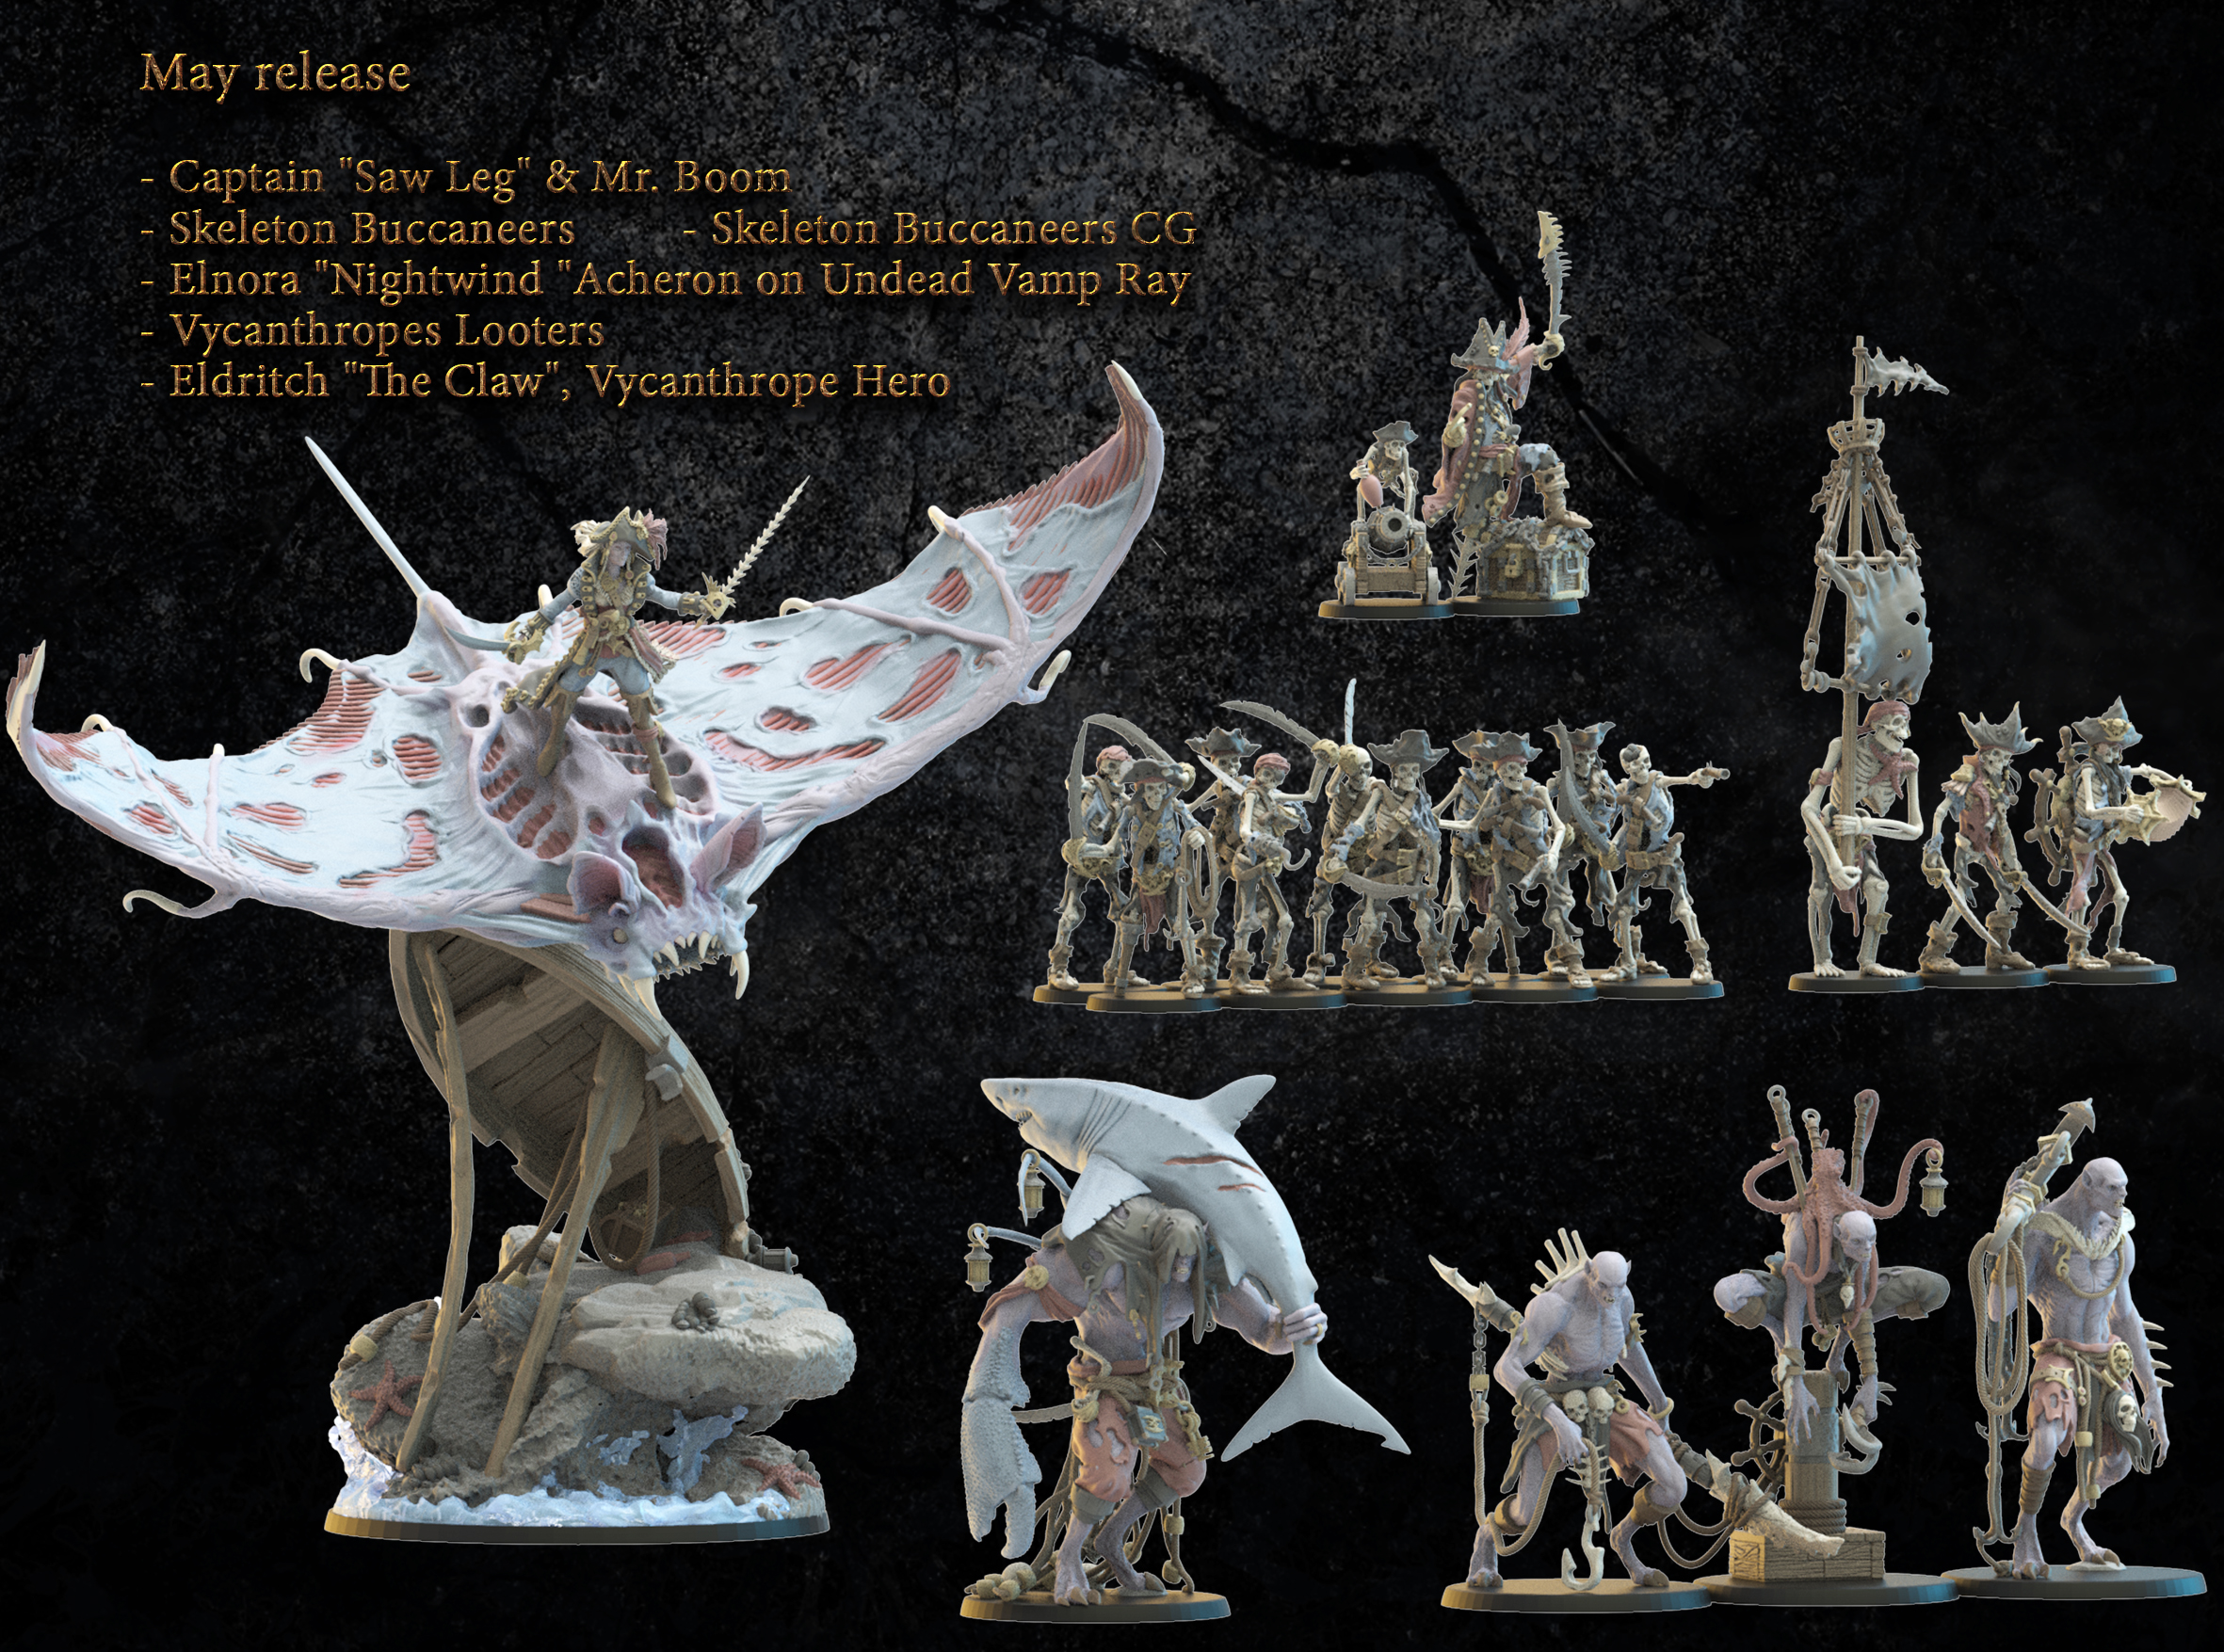 May release
- Captain "Saw Leg" & Mr. Boom
- Skeleton Buccaneers - Skeleton Buccaneers CG
- Elnora "Nightwind "Acheron on Undead Vamp Ray
- Vycanthropes Looters
- Eldritch "The Claw", Vycanthrope Hero